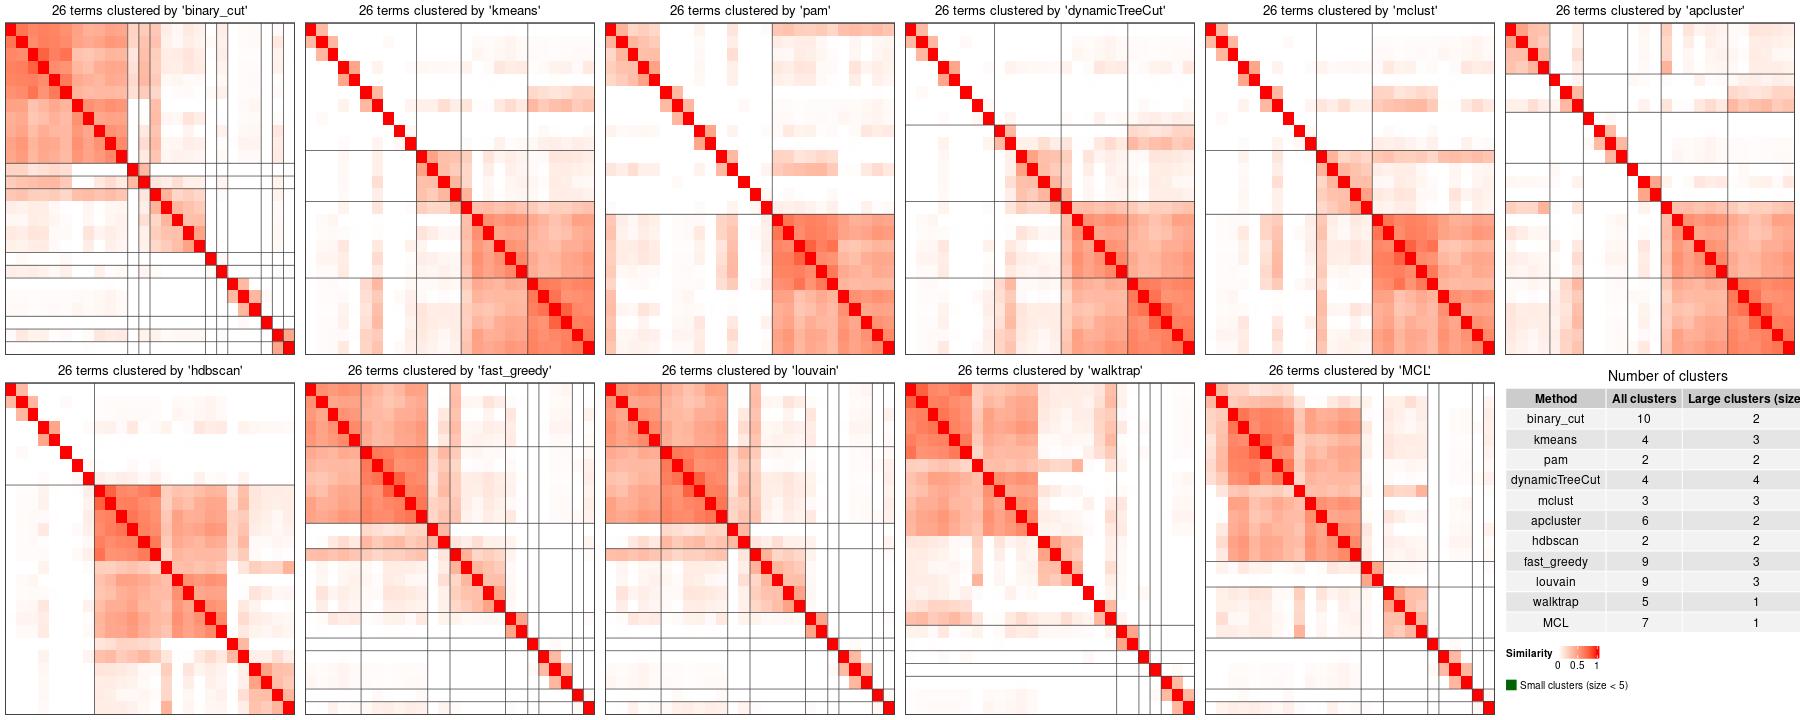 26 terms clustered by 'binary_cut'
26 terms clustered by 'kmeans'
26 terms clustered by 'pam'
26 terms clustered by 'dynamicTreeCut'
26 terms clustered by 'mclust'
26 terms clustered by 'apcluster'
26 terms clustered by 'hdbscan'
26 terms clustered by 'fast_greedy'
26 terms clustered by 'louvain'
26 terms clustered by 'walktrap'
26 terms clustered by 'MCL'
Number of clusters
Method All clusters Large clusters (size
binary_cut 10 2
kmeans 4 3
pam 2 2
dynamicTreeCut 4 4
mclust 3 3
apcluster 6 2
hdbscan 2 2
fast_greedy 9 3
louvain 9 3
walktrap 5 1
MCL 7 1
Similarity
0 0.5 1
Small clusters (size < 5)